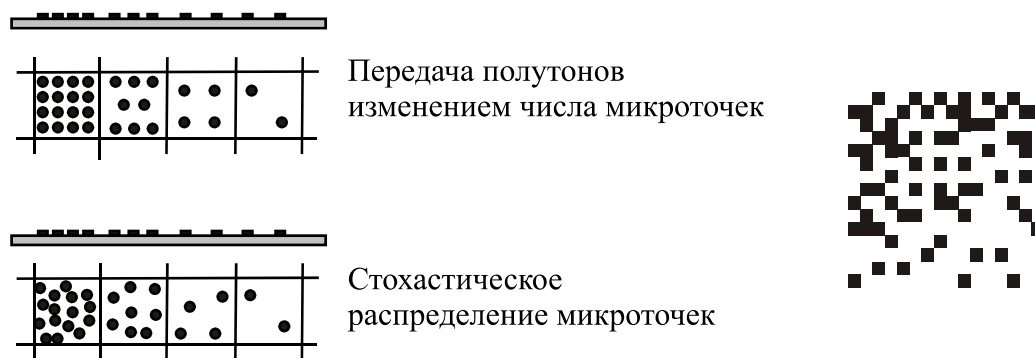 Передача полутонов
изменением числа микроточек
Стохастическое
распределение микроточек